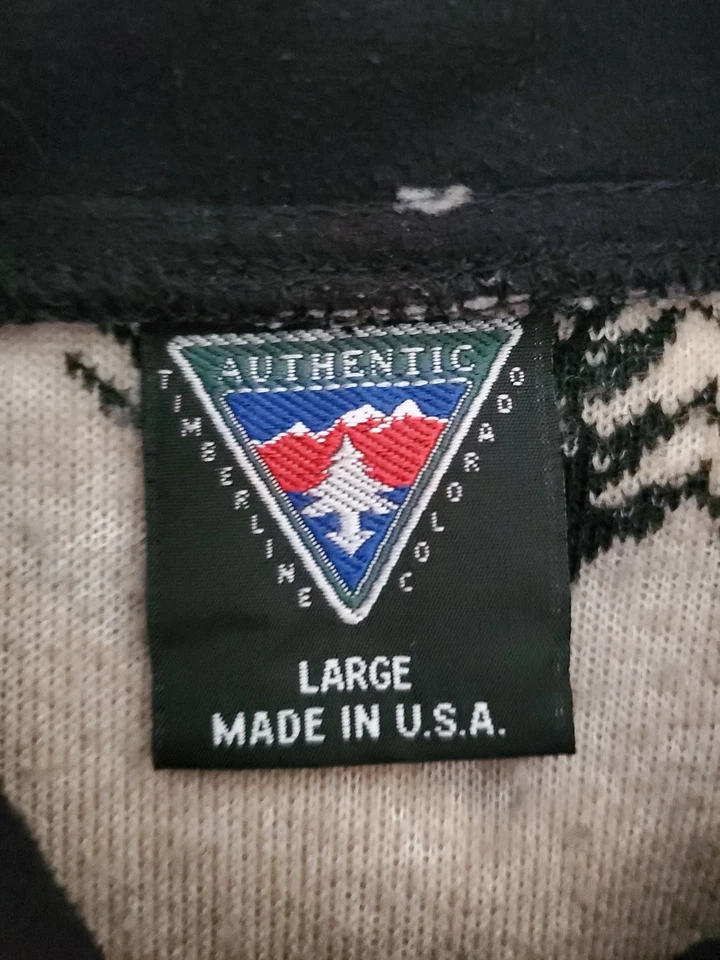 AUTHENTIC
TIMBERLINE
COLORADO
LARGE
MADE IN U.S.A.